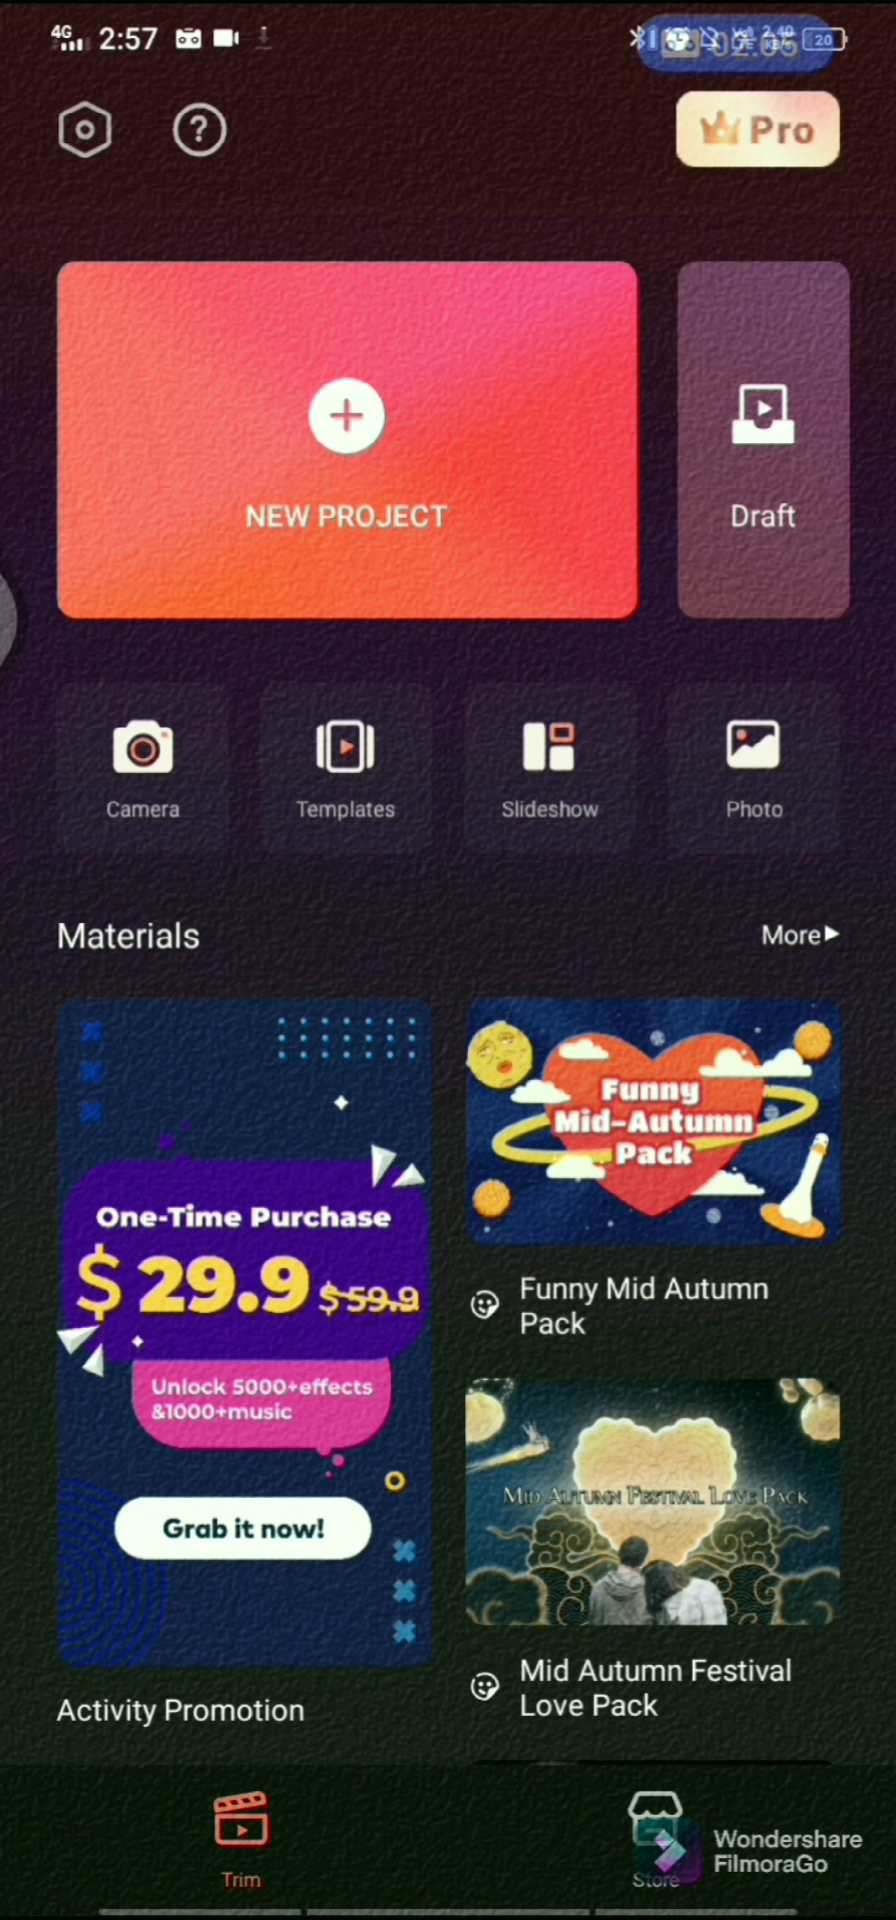 4G 2:57
20
Pro
NEW PROJECT
Draft
Camera
Templates
Slideshow
Photo
Materials
More
One-Time Purchase
$ 29.9 $59.9
Unlock 5000+effects
&1000+music
Grab it now!
Activity Promotion
Funny
Mid-Autumn
Pack
Funny Mid Autumn
Pack
MID AUTUMN FESTIVAL LOVE PACK
Mid Autumn Festival
Love Pack
Trim
Store
Wondershare
FilmoraGo